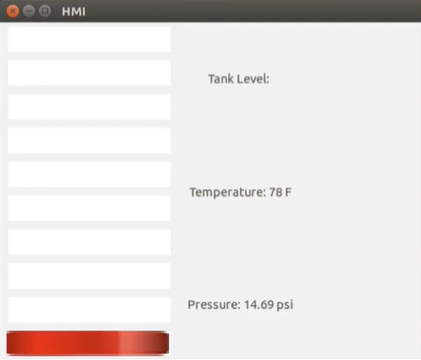 HMI
Tank Level:
Temperature: 78 F
Pressure: 14.69 psi